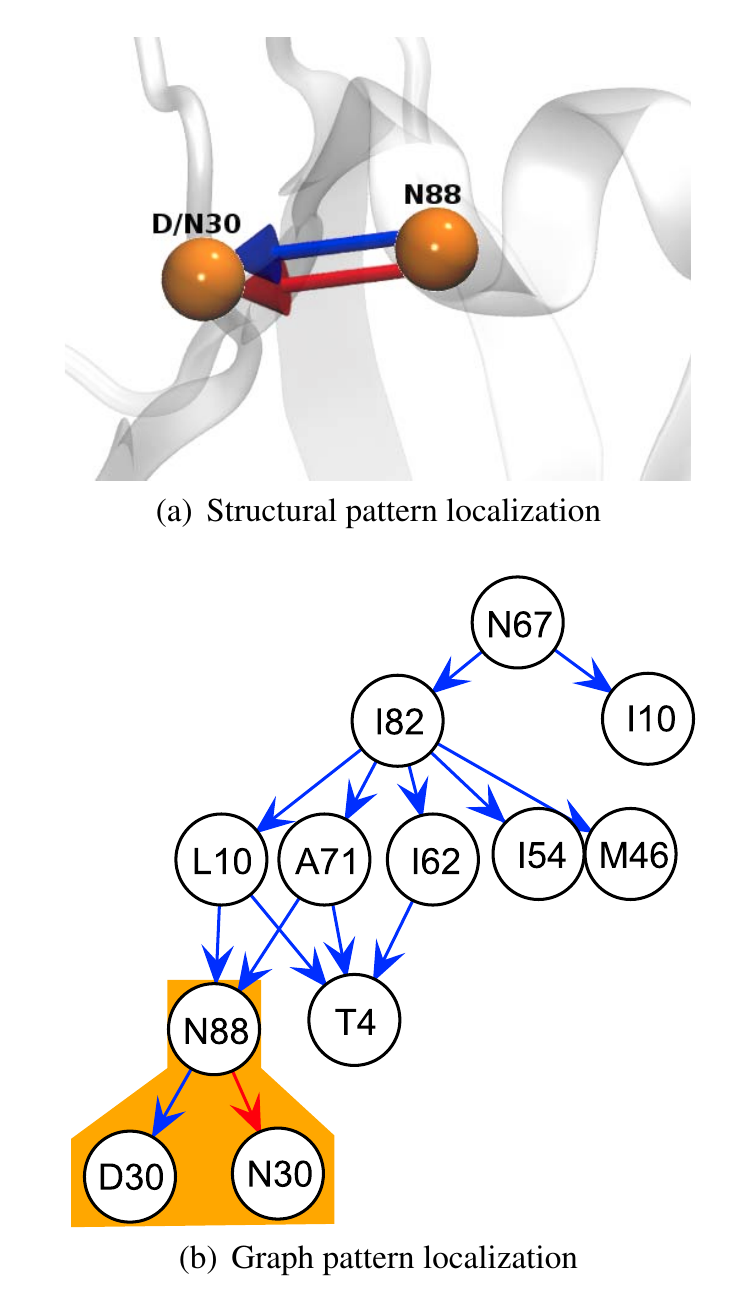 N88
D/N30
(a) Structural pattern localization
N67
I82
I10
L10
A71
I62
I54
M46
N88
T4
D30
N30
(b) Graph pattern localization